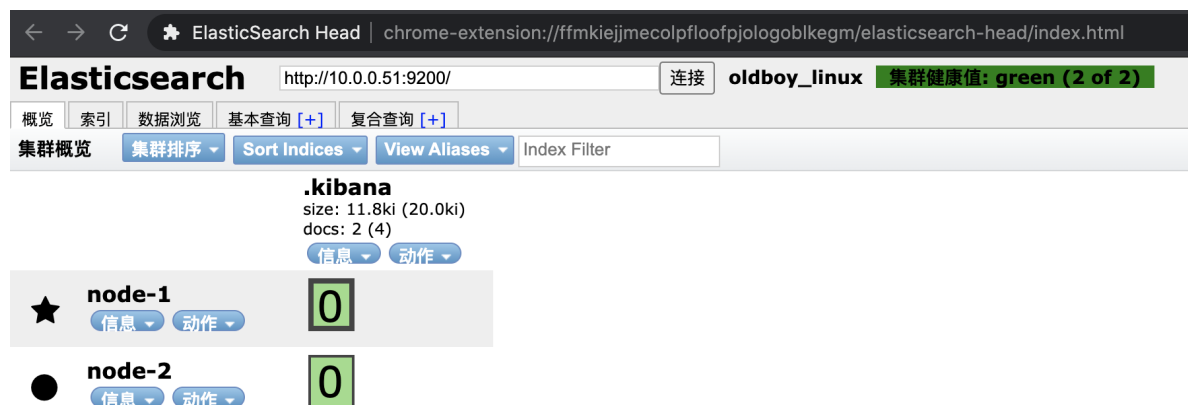 ElasticSearch Head | chrome-extension://ffmkiejjmecolpfloofpjologoblkegm/elasticsearch-head/index.html
Elasticsearch http://10.0.0.51:9200/ 连接 oldboy_linux 集群健康值: green (2 of 2)
概览 索引 数据浏览 基本查询 [+] 复合查询 [+]
集群概览 集群排序 Sort Indices View Aliases Index Filter
.kibana
size: 11.8ki (20.0ki)
docs: 2 (4)
信息 动作
node-1 0
信息 动作
node-2 0
信息 动作